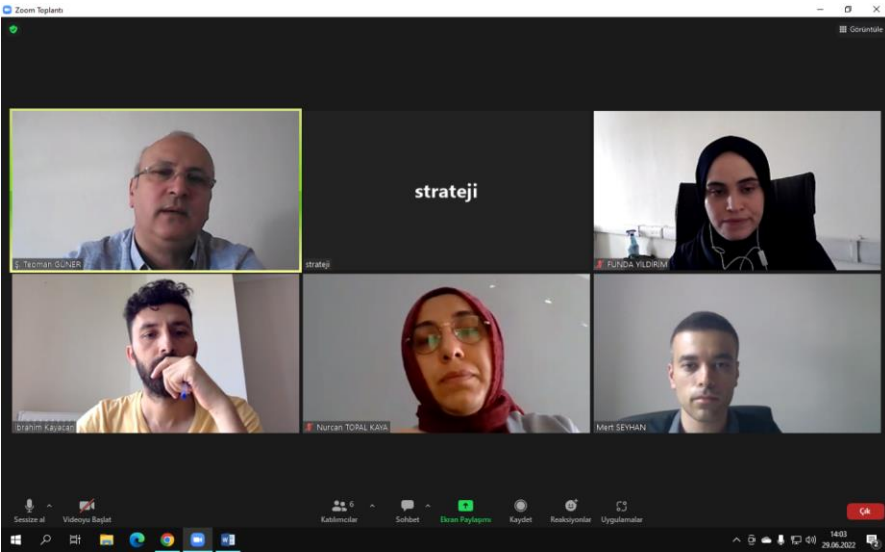 Zoom Toplantı
Görüntüle
strateji
Ş. Teoman GÜNER
strateji
FUNDA YILDIRIM
İbrahim Kayacan
Nurcan TOPAL KAYA
Mert SEYHAN
Sessize al
Videoyu Başlat
6
Katılımcılar
Sohbet
Ekran Paylaşımı
Kaydet
Reaksiyonlar
Uygulamalar
Çık
14:03
29.06.2022
2